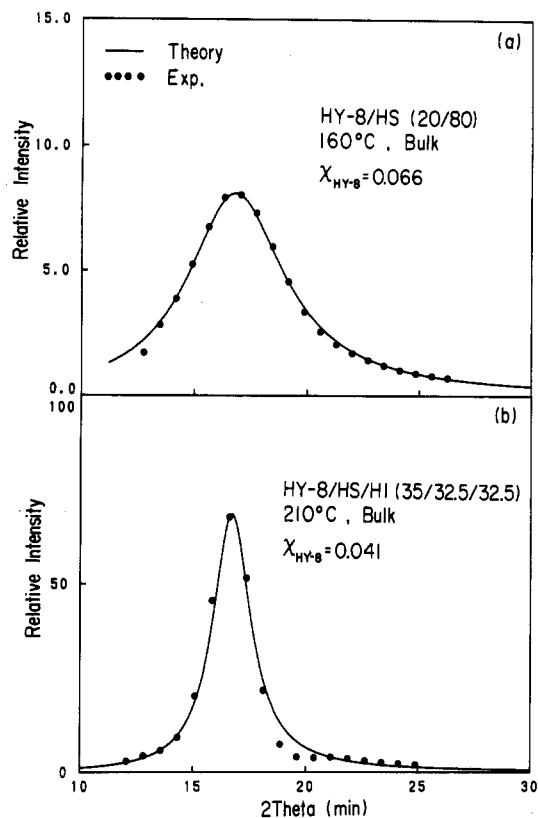 15.0
(a)
— Theory
•••• Exp.
HY-8/HS (20/80)
160°C , Bulk
χHY-8=0.066
10.0
Relative Intensity
5.0
0.0
100
(b)
HY-8/HS/HI (35/32.5/32.5)
210°C , Bulk
χHY-8=0.041
Relative Intensity
50
0
10 15 20 25 30
2Theta (min)